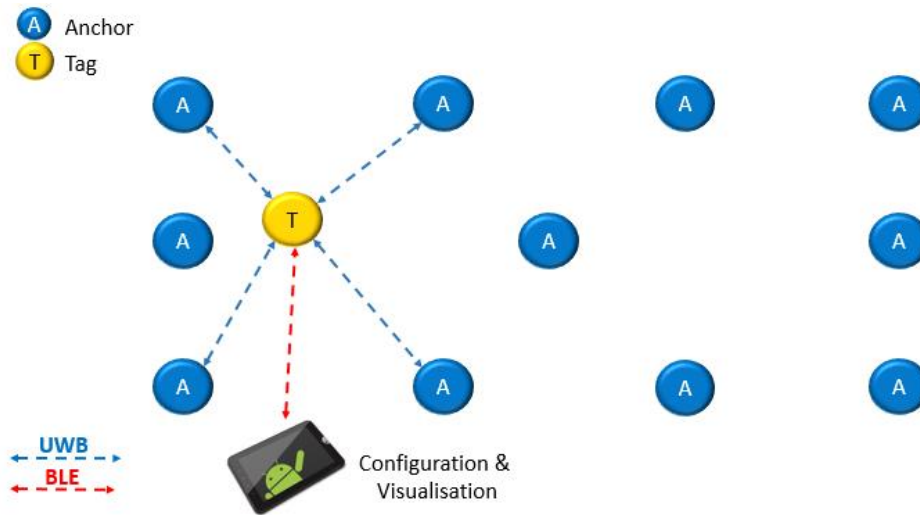 A Anchor
T Tag
A A A A
T
A A A
A A A A
UWB
BLE
Configuration &
Visualisation